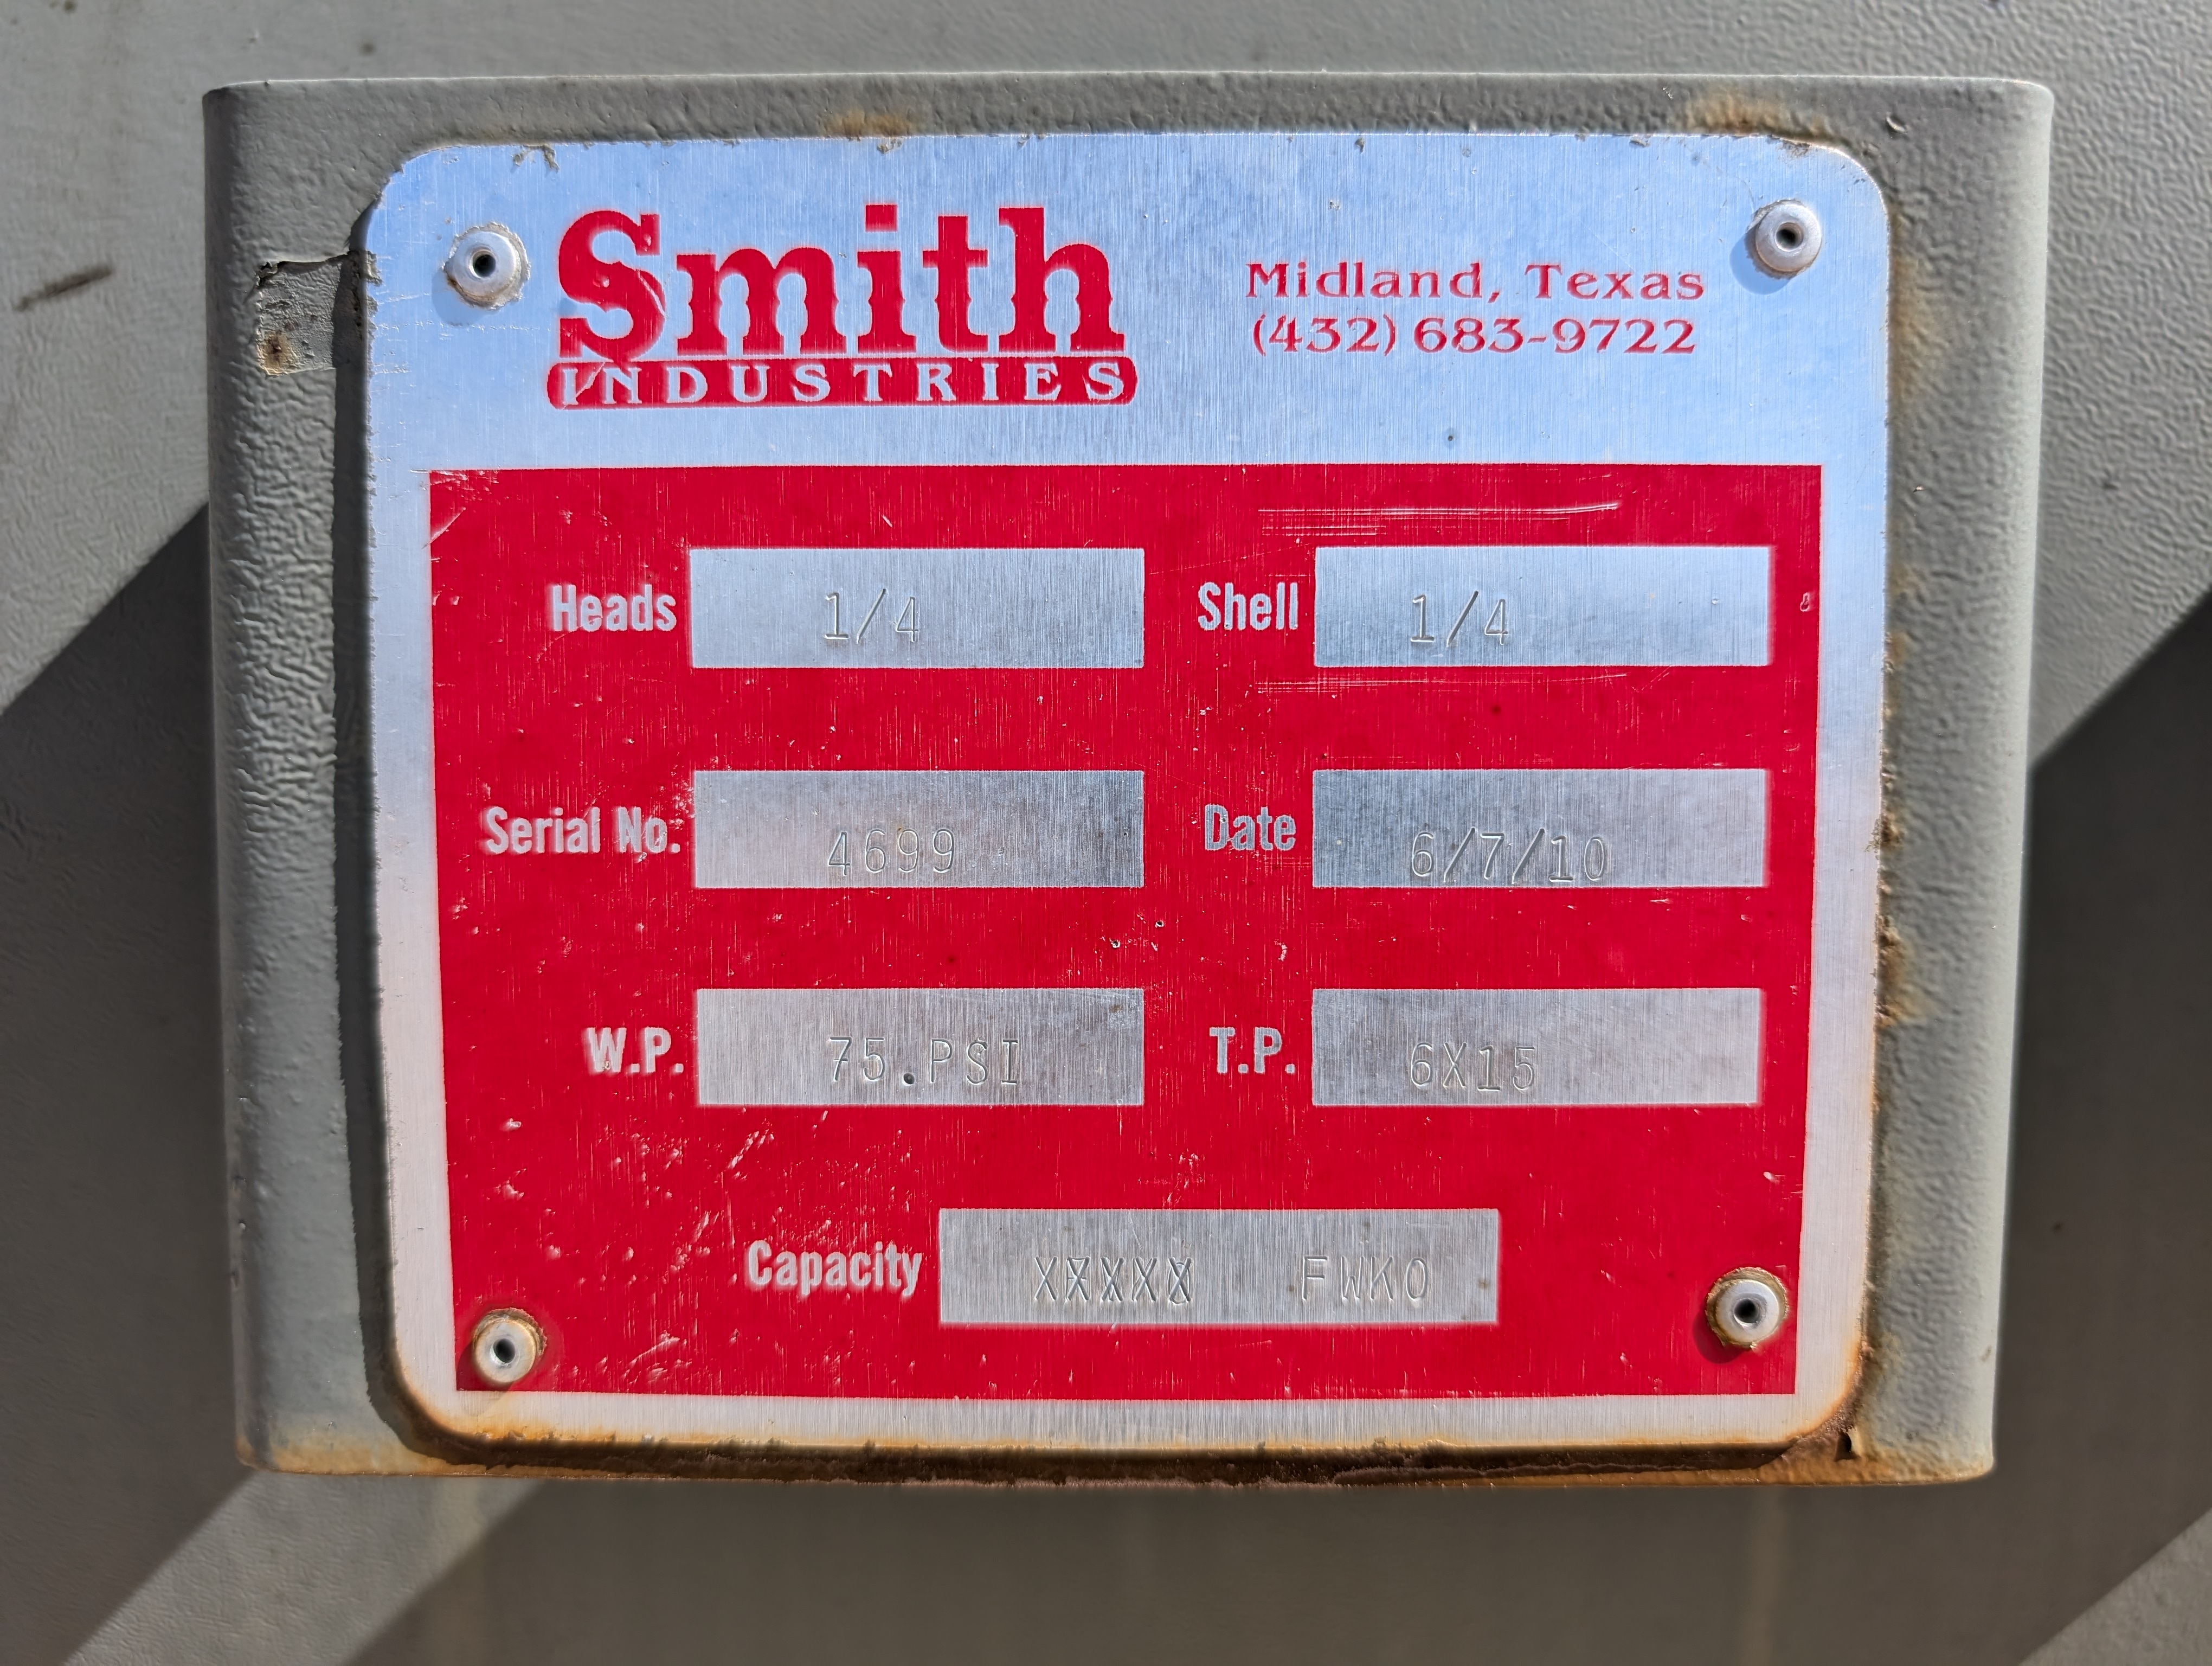 Smith
INDUSTRIES
Midland, Texas
(432) 683-9722
Heads 1/4 Shell 1/4
Serial No. 4699 Date 6/7/10
W.P. 75.PSI T.P. 6X15
Capacity FWKO